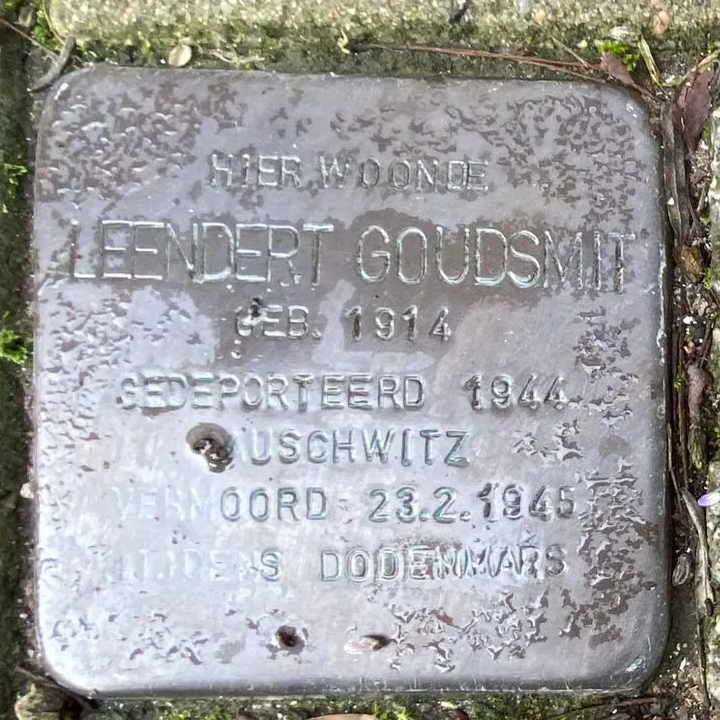 HIER WOONDE
LEENDERT GOUDSMIT
GEB. 1914
GEDEPORTEERD 1944
AUSCHWITZ
VERMOORD 23.2.1945
TIJDENS DODENMARS